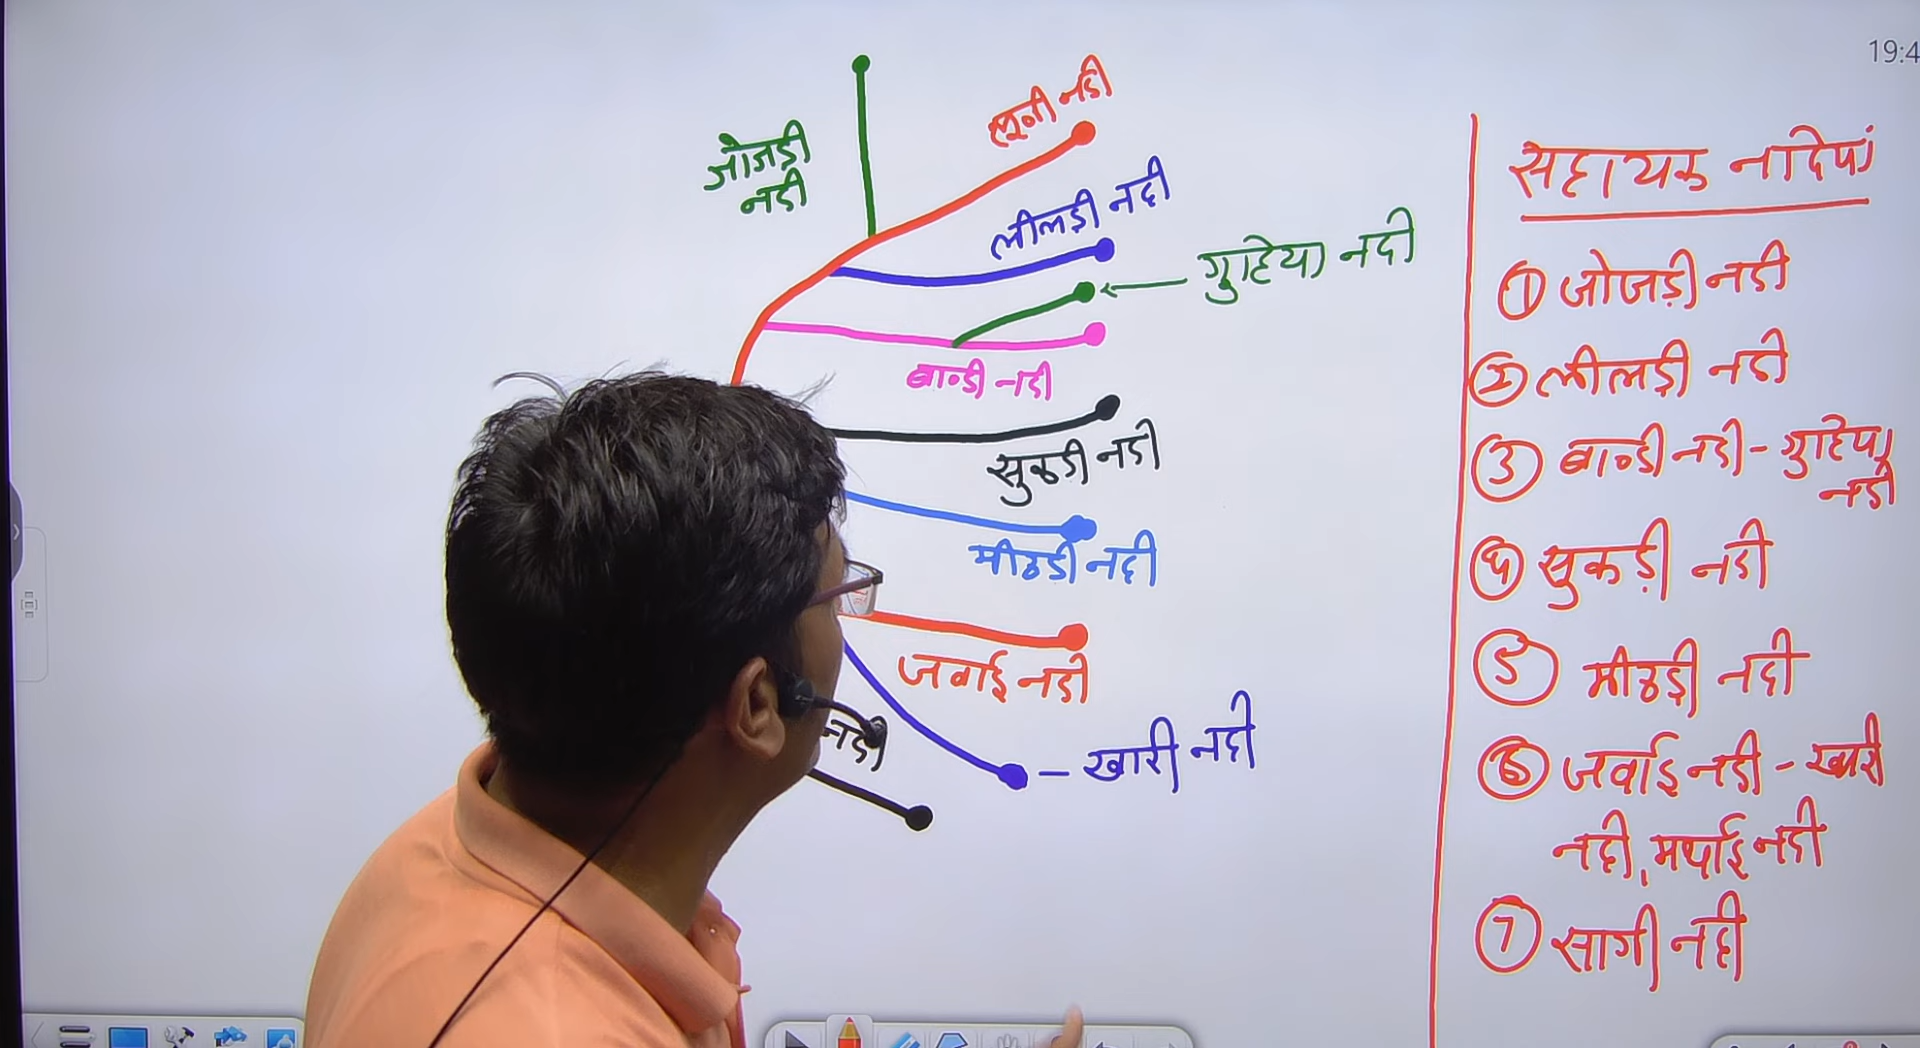 19:4
लूनी नदी
जोजड़ी
नदी
लीलड़ी नदी
गुहिया नदी
बाण्डी नदी
सुकडी नदी
मीठडी नदी
जवाई नदी
नदी
खारी नदी
सहायक नदियां
① जोजड़ी नदी
② लीलड़ी नदी
③ बाण्डी नदी - गुहिया
नदी
④ सुकड़ी नदी
⑤ मीठड़ी नदी
⑥ जवाई नदी - खारी
नदी, मथाई नदी
⑦ सागी नदी